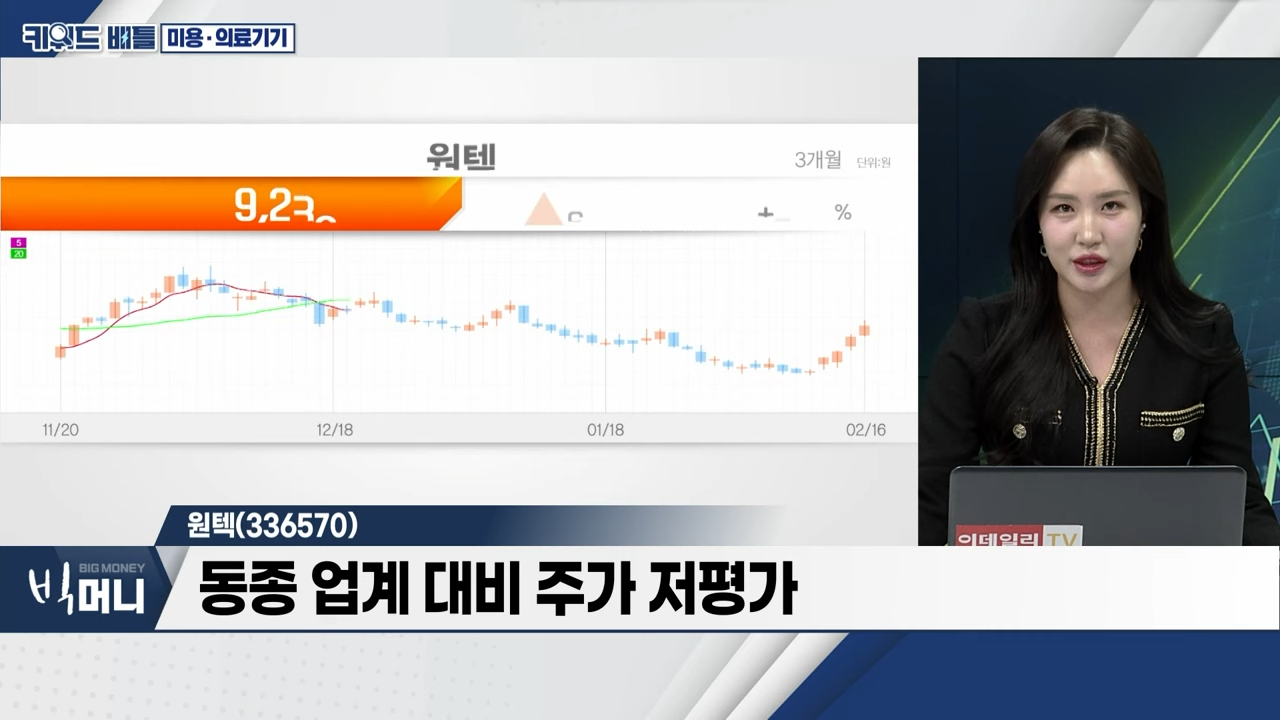 키워드 배틀 미용·의료기기
3개월 단위:원
%
5
20
11/20 12/18 01/18 02/16
원텍(336570)
BIG MONEY
빅머니
동종 업계 대비 주가 저평가
이데일리 TV